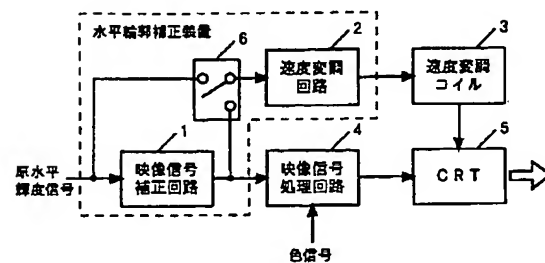 水平輪郭補正装置
6
2
速度変調
回路
3
速度変調
コイル
1
映像信号
補正回路
4
映像信号
処理回路
5
CRT
原水平
輝度信号
色信号